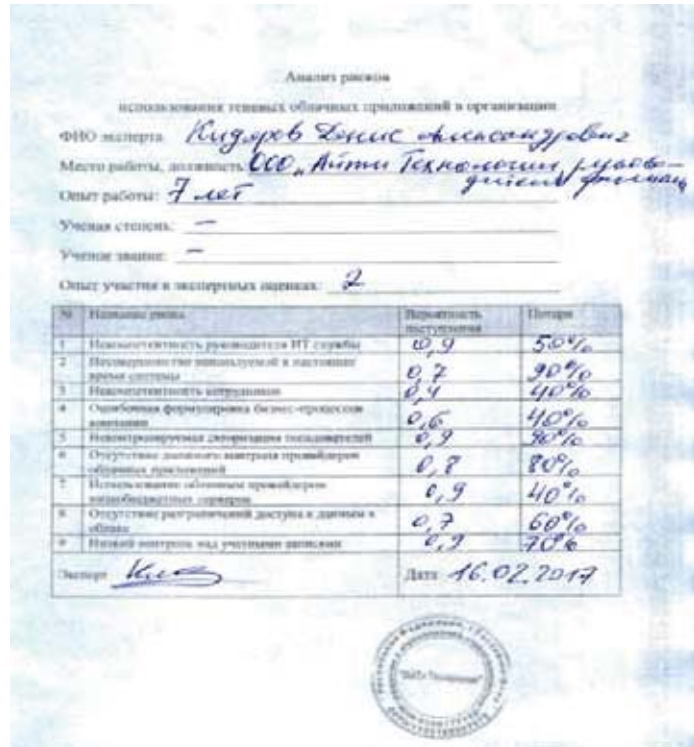 Анализ рисков
использования теневых облачных приложений в организации
ФИО эксперта Кидоров Денис Александрович
Место работы, должность ООО „Айти Технологии, руково-
дитель
Опыт работы: 7 лет
Ученая степень: —
Ученое звание: —
Опыт участия в экспертных оценках: 2
№ Название риска Вероятность наступления Потери
1 Некомпетентность руководителя ИТ службы 0,9 50%
2 Несовершенство используемой в настоящее
время системы 0,7 90%
3 Некомпетентность сотрудников 0,4 40%
4 Ошибочная формулировка бизнес-процессов
компании 0,6 40%
5 Неконтролируемая авторизация пользователей 0,9 90%
6 Отсутствие должного контроля провайдером
облачных приложений 0,8 80%
7 Использование облачным провайдером
низкобюджетных серверов 0,9 40%
8 Отсутствие разграничений доступа к данным в
облаке 0,7 60%
9 Низкий контроль над учетными записями 0,9 70%
Эксперт Дата 16.02.2017